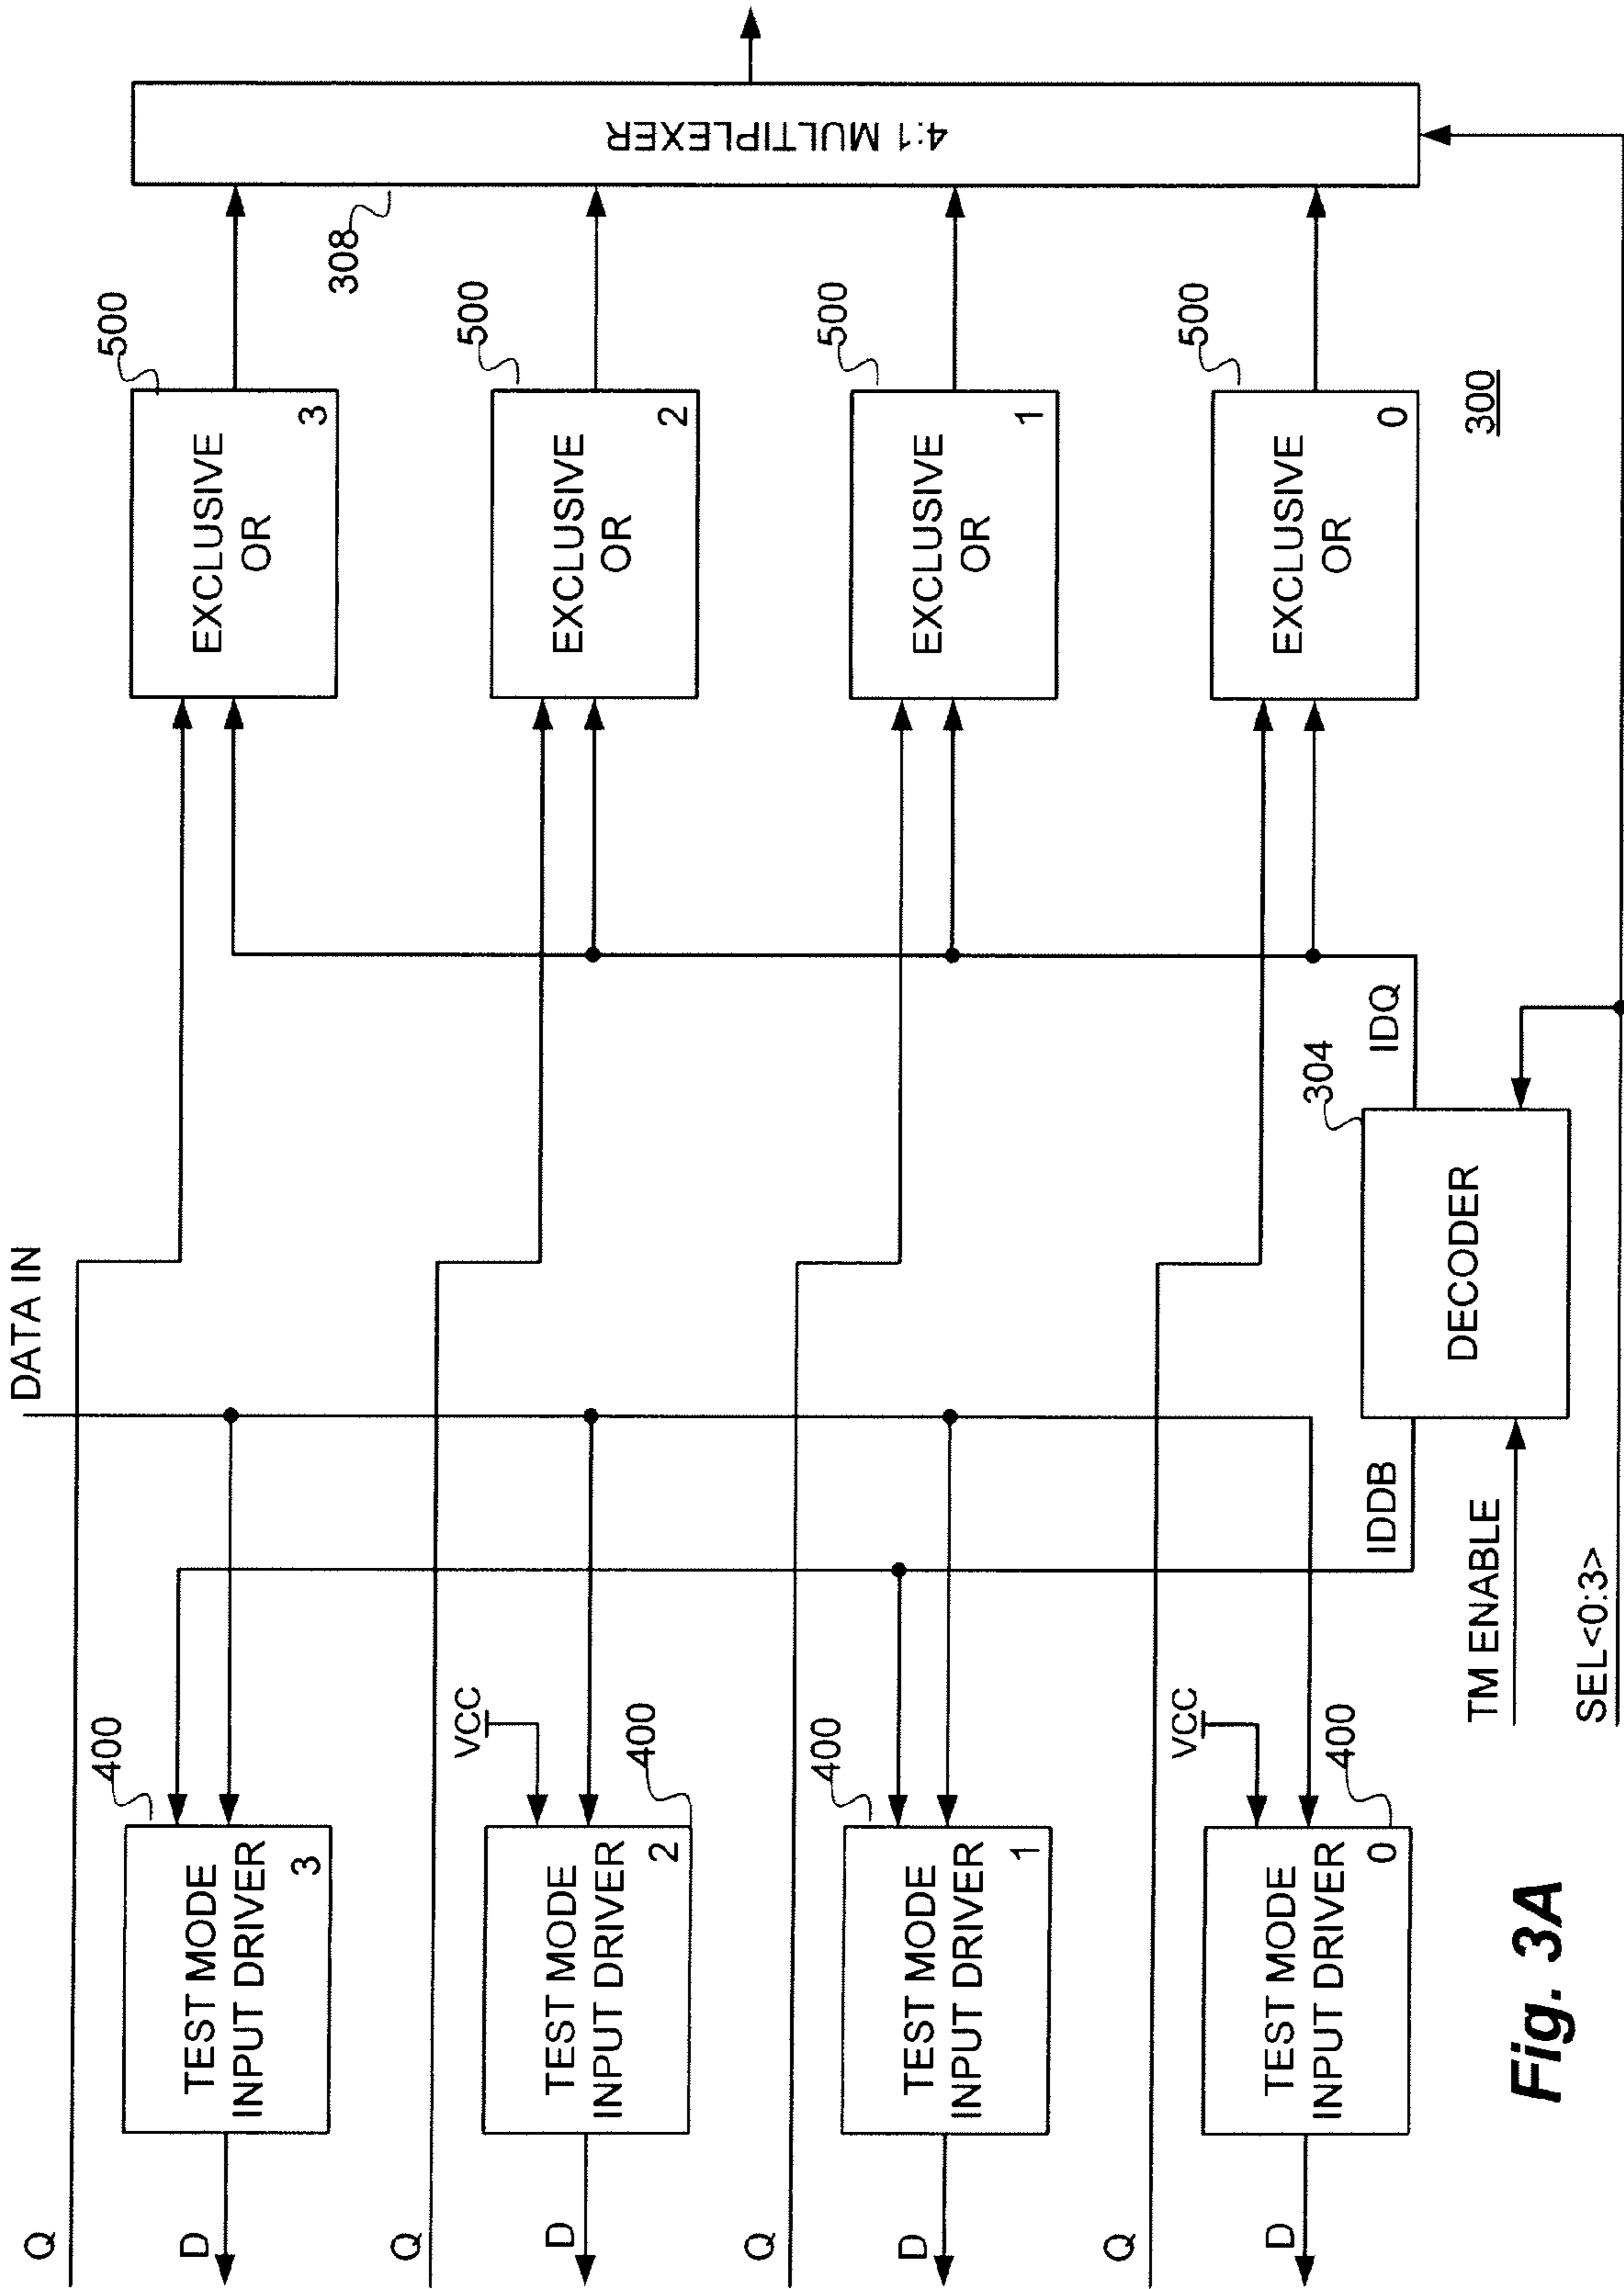 DATA IN
Q
D
400
TEST MODE
INPUT DRIVER
3
500
EXCLUSIVE
OR
3
308
4:1 MULTIPLEXER
Q
D
VCC
400
TEST MODE
INPUT DRIVER
2
500
EXCLUSIVE
OR
2
Q
D
400
TEST MODE
INPUT DRIVER
1
500
EXCLUSIVE
OR
1
Q
D
VCC
400
TEST MODE
INPUT DRIVER
0
500
EXCLUSIVE
OR
0
IDDB
IDQ
304
DECODER
TM ENABLE
SEL<0:3>
300
Fig. 3A